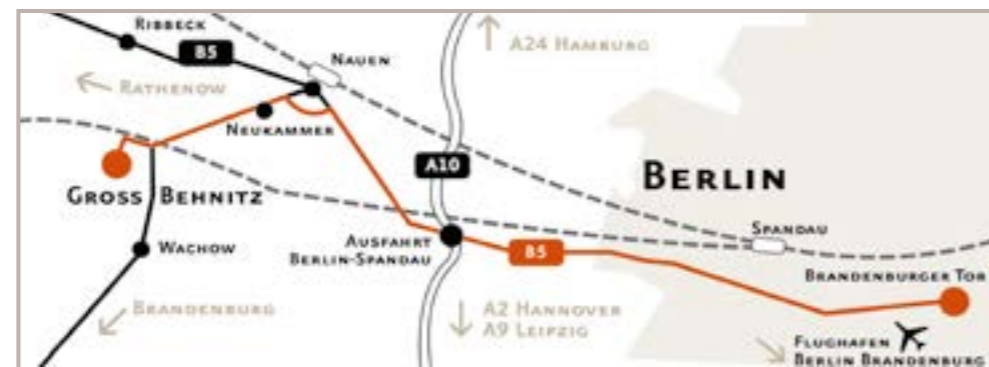 RIBBECK
B5
NAUEN
A24 HAMBURG
RATHENOW
NEUKAMMER
A10
BERLIN
GROSS BEHNITZ
WACHOW
AUSFAHRT
BERLIN-SPANDAU
B5
SPANDAU
BRANDENBURGER TOR
BRANDENBURG
A2 HANNOVER
A9 LEIPZIG
FLUGHAFEN
BERLIN BRANDENBURG